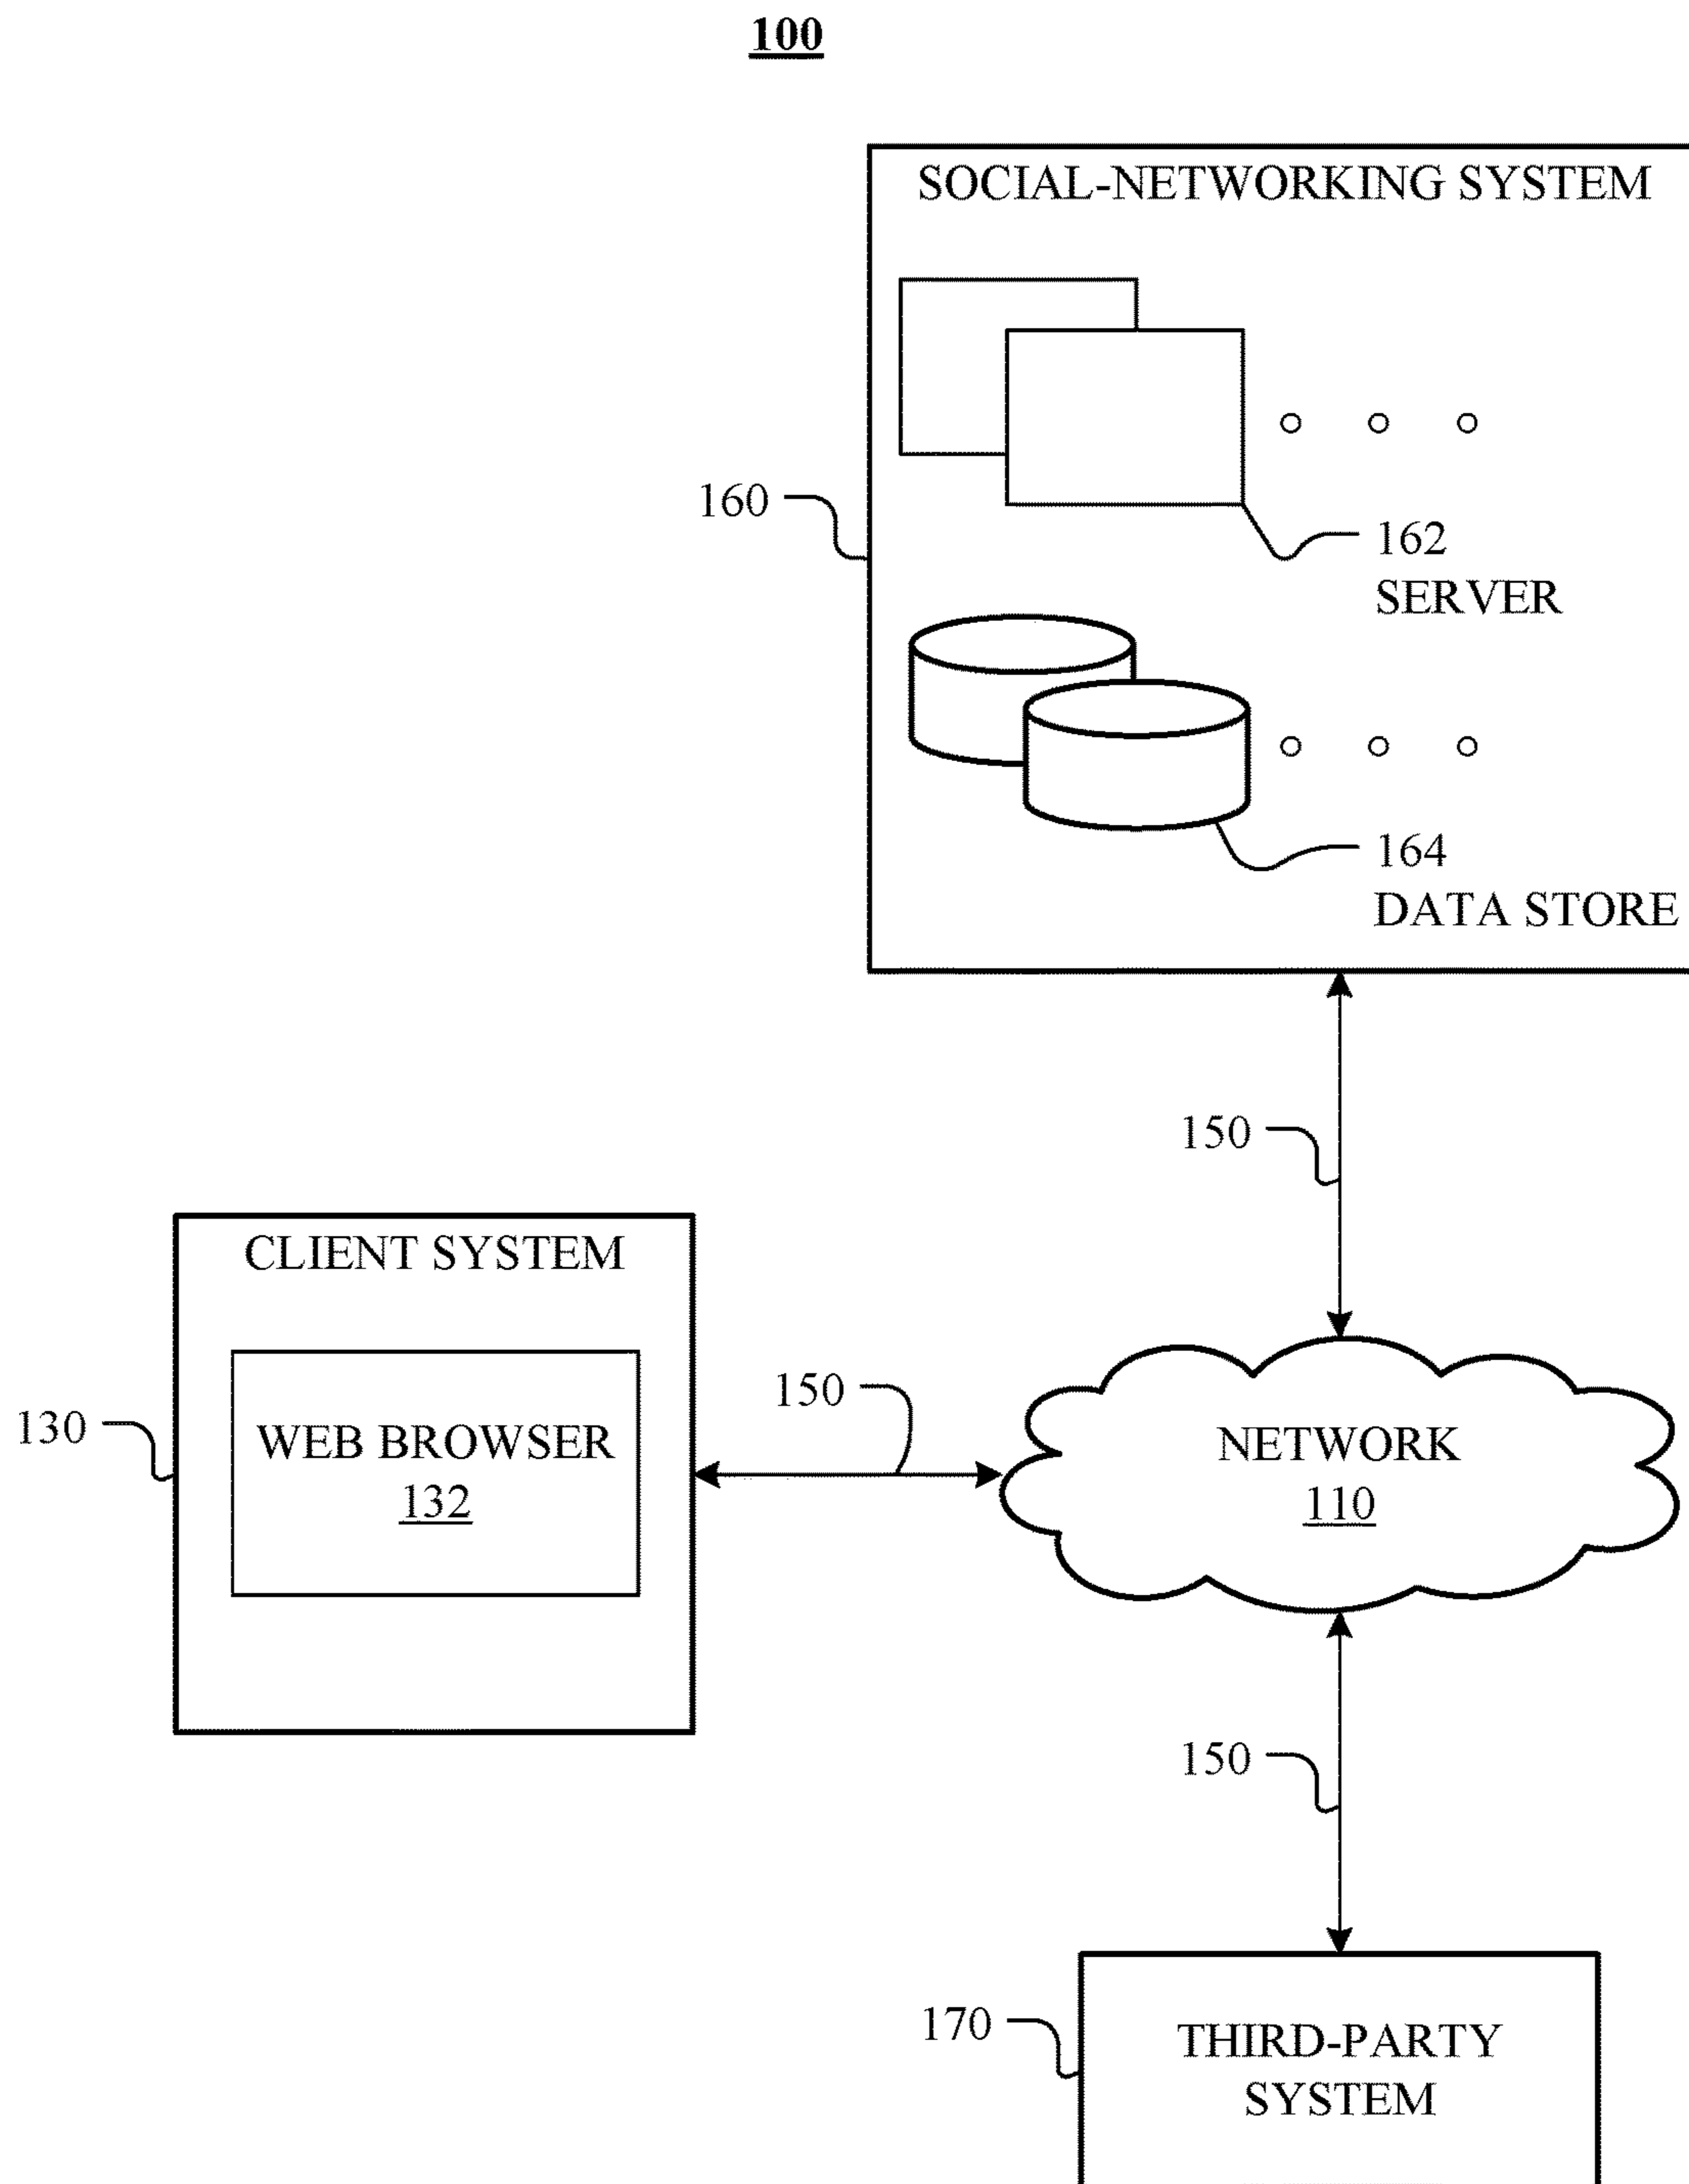 100
SOCIAL-NETWORKING SYSTEM
160
162
SERVER
164
DATA STORE
150
CLIENT SYSTEM
130
WEB BROWSER
132
150
NETWORK
110
150
170
THIRD-PARTY
SYSTEM